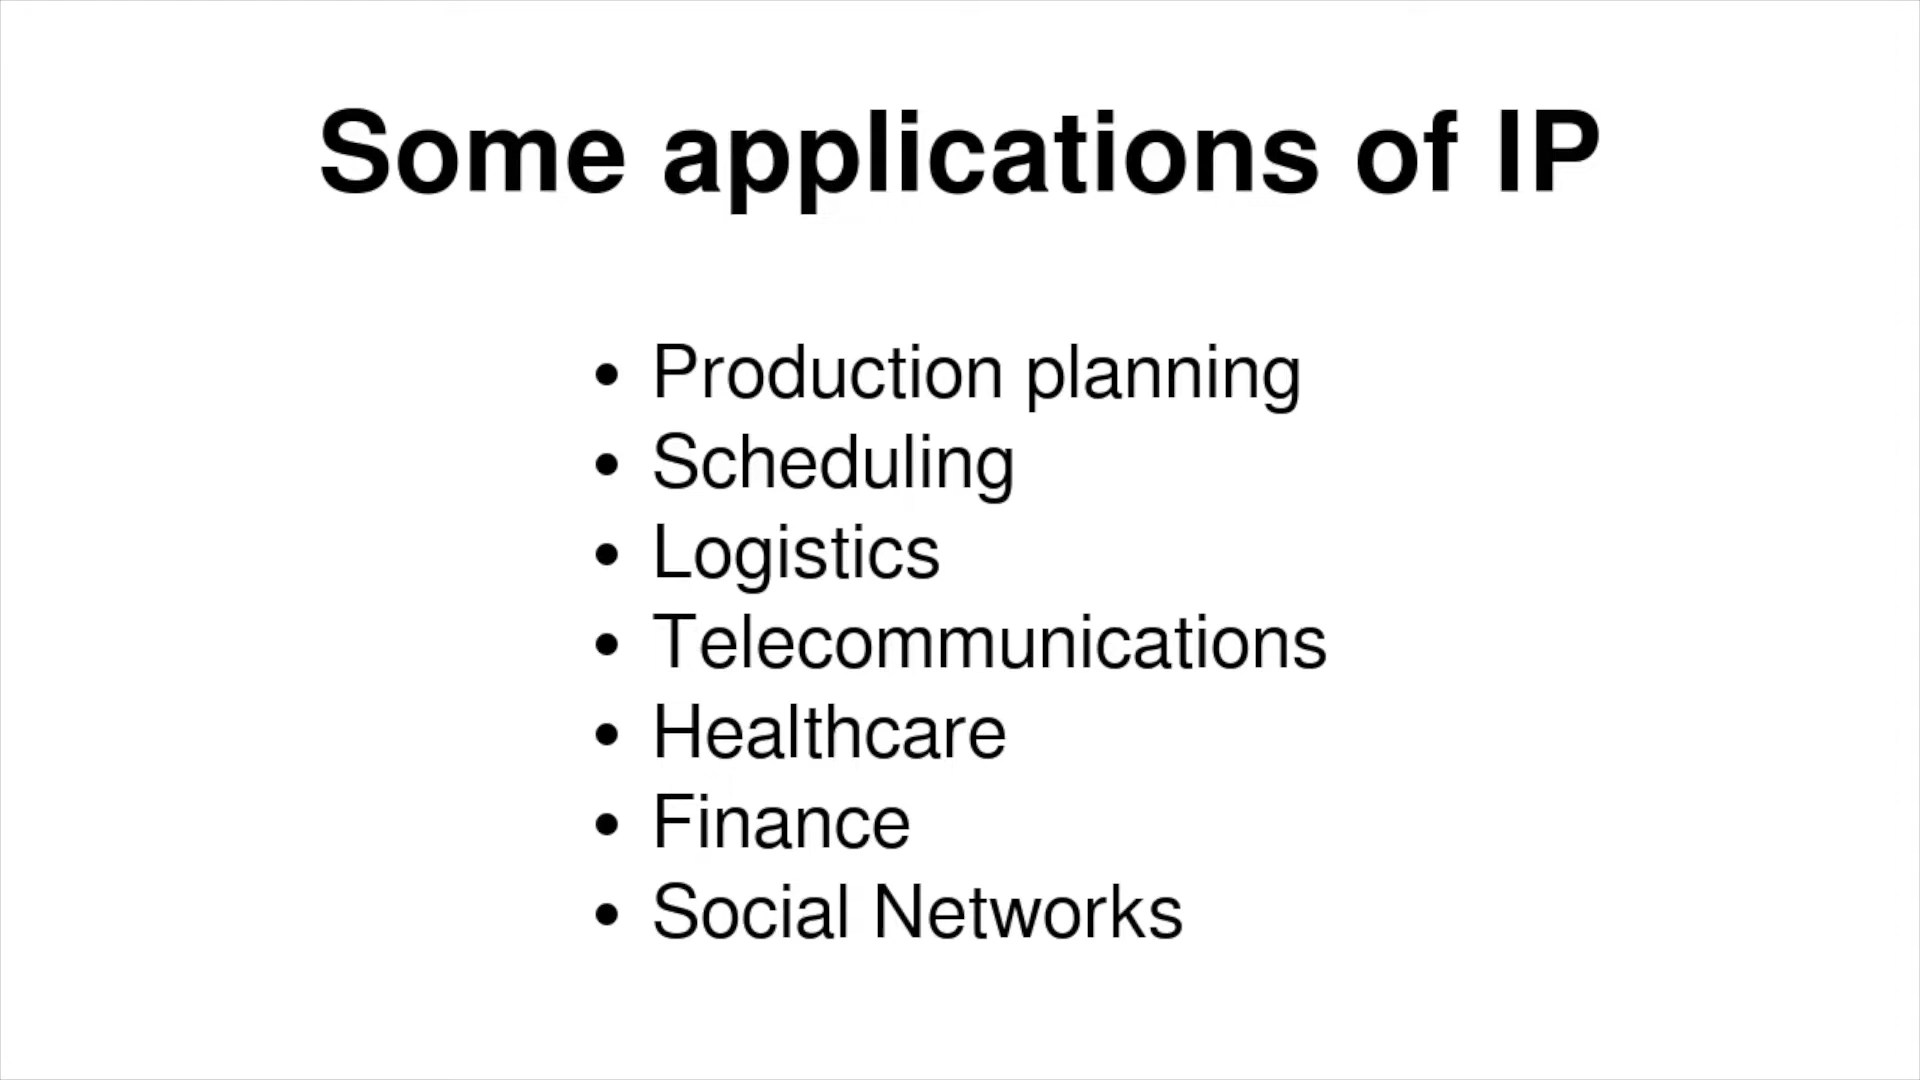 Some applications of IP
• Production planning
• Scheduling
• Logistics
• Telecommunications
• Healthcare
• Finance
• Social Networks